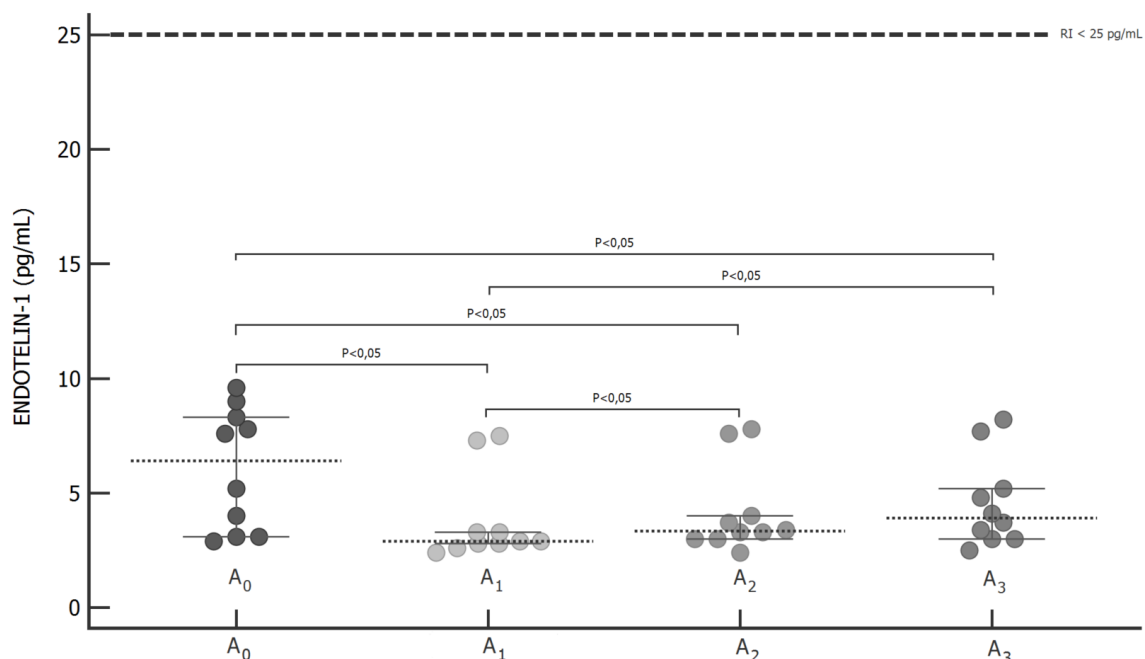 25
RI < 25 pg/mL
20
15
10
5
0
ENDOTELIN-1 (pg/mL)
P<0,05
P<0,05
P<0,05
P<0,05
P<0,05
A₀ A₁ A₂ A₃
A₀ A₁ A₂ A₃